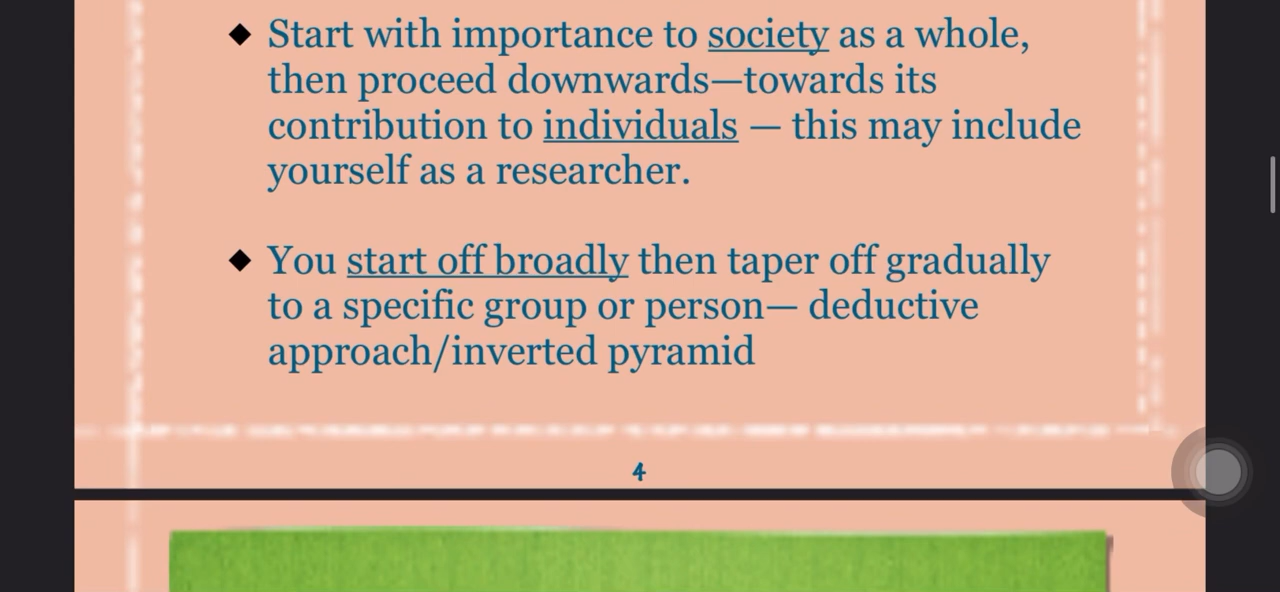 ◆ Start with importance to society as a whole,
then proceed downwards—towards its
contribution to individuals — this may include
yourself as a researcher.
◆ You start off broadly then taper off gradually
to a specific group or person— deductive
approach/inverted pyramid
4